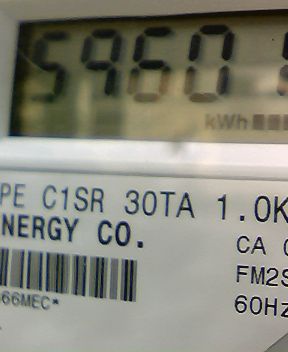 5960
kWh
PE C1SR 30TA 1.0K
NERGY CO.
CA
FM2S
66MEC*
60Hz